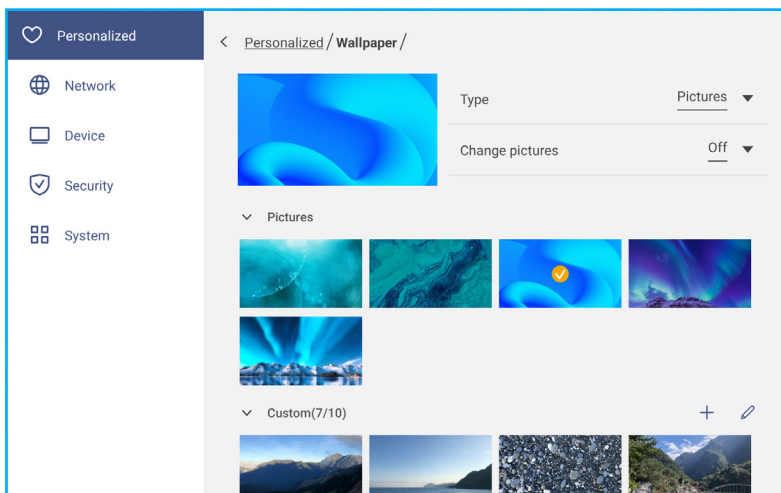 Personalized
Network
Device
Security
System
Personalized / Wallpaper /
Type Pictures
Change pictures Off
Pictures
Custom(7/10)